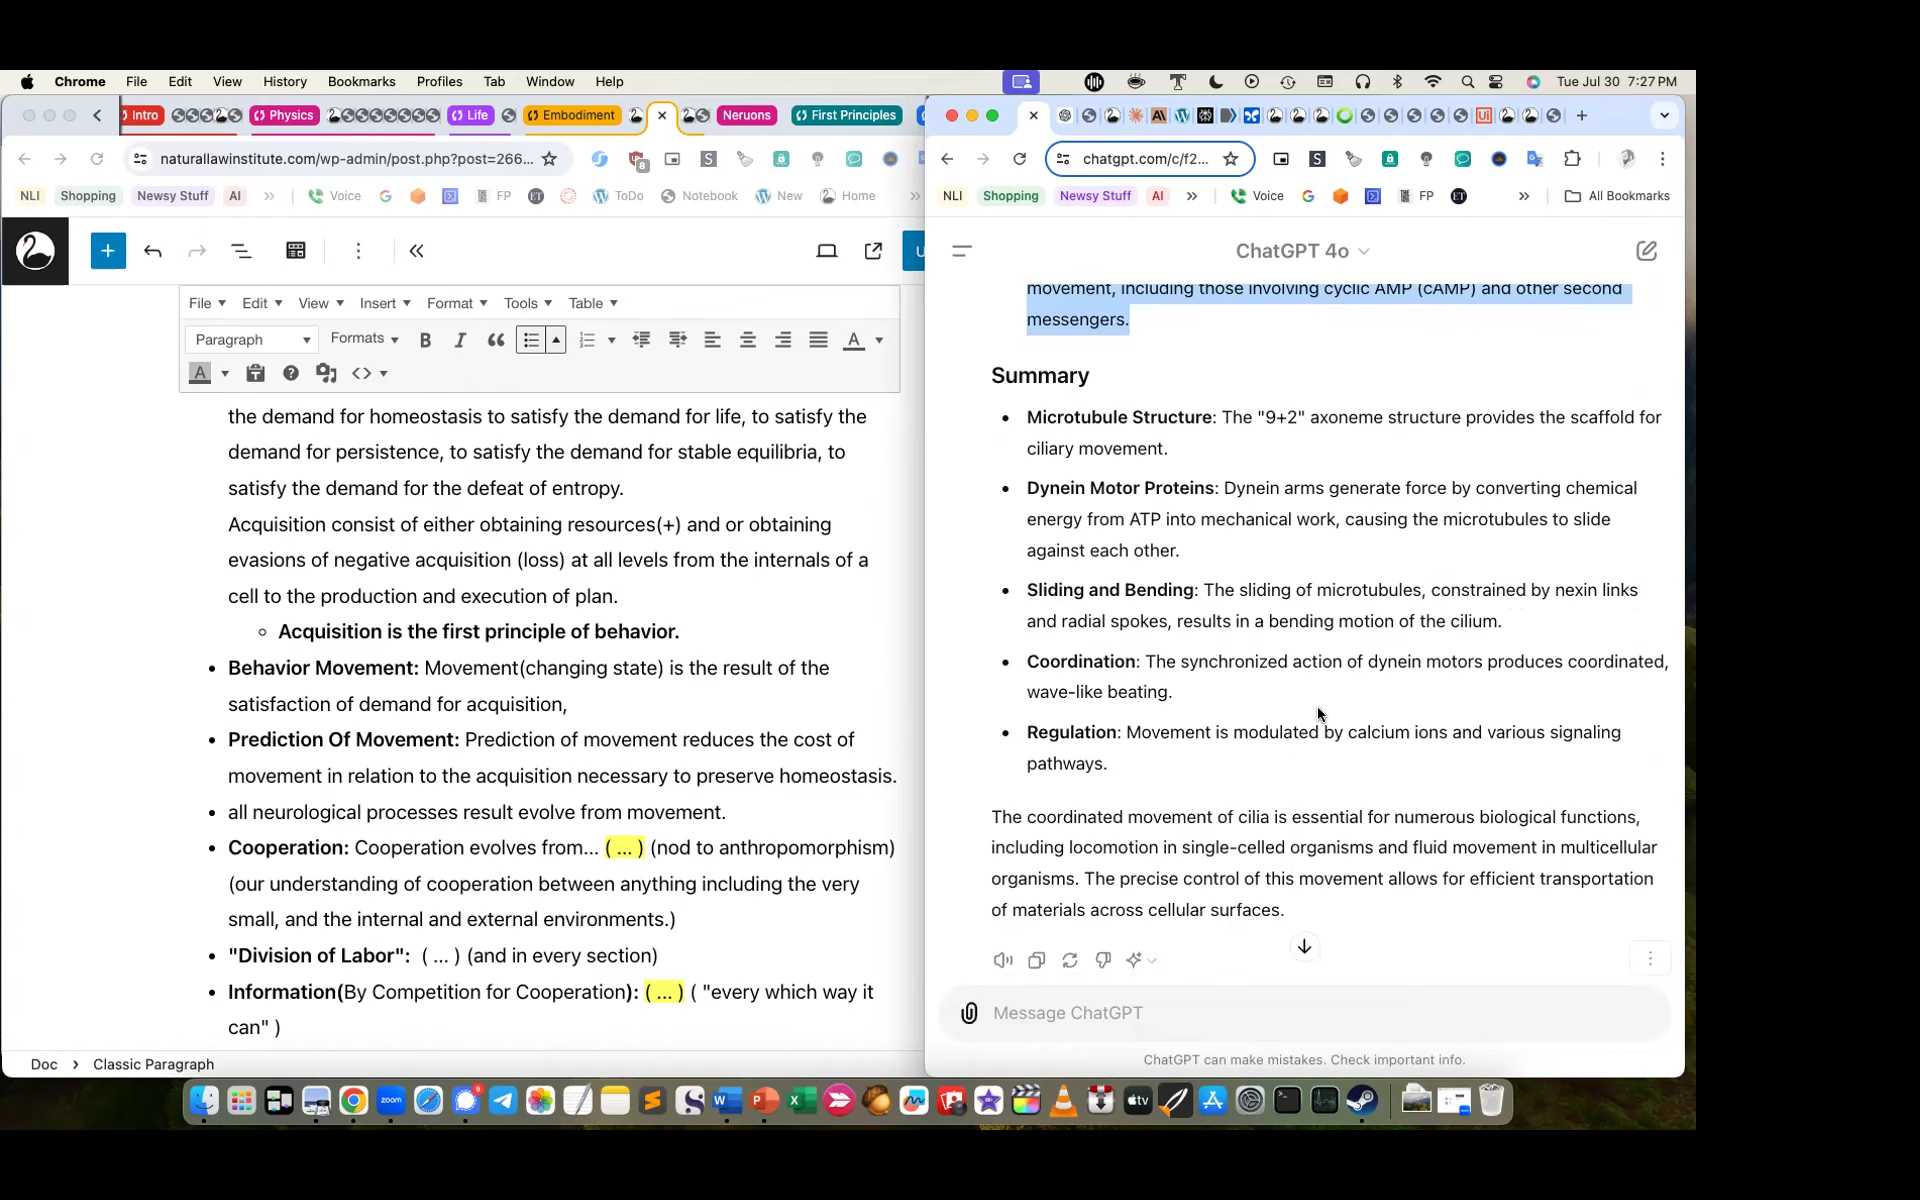 Chrome File Edit View History Bookmarks Profiles Tab Window Help
Tue Jul 30 7:27 PM
Intro Physics Life Embodiment Neruons First Principles
naturallawinstitute.com/wp-admin/post.php?post=266...
NLI Shopping Newsy Stuff AI » Voice FP ET ToDo Notebook New Home »
File Edit View Insert Format Tools Table
Paragraph Formats B I A
A
the demand for homeostasis to satisfy the demand for life, to satisfy the
demand for persistence, to satisfy the demand for stable equilibria, to
satisfy the demand for the defeat of entropy.
Acquisition consist of either obtaining resources(+) and or obtaining
evasions of negative acquisition (loss) at all levels from the internals of a
cell to the production and execution of plan.
Acquisition is the first principle of behavior.
Behavior Movement: Movement(changing state) is the result of the
satisfaction of demand for acquisition,
Prediction Of Movement: Prediction of movement reduces the cost of
movement in relation to the acquisition necessary to preserve homeostasis.
all neurological processes result evolve from movement.
Cooperation: Cooperation evolves from... ( ... ) (nod to anthropomorphism)
(our understanding of cooperation between anything including the very
small, and the internal and external environments.)
"Division of Labor": ( ... ) (and in every section)
Information(By Competition for Cooperation): ( ... ) ( "every which way it
can" )
Doc › Classic Paragraph
chatgpt.com/c/f2...
NLI Shopping Newsy Stuff AI » Voice FP ET » All Bookmarks
ChatGPT 4o
movement, including those involving cyclic AMP (cAMP) and other second
messengers.
Summary
Microtubule Structure: The "9+2" axoneme structure provides the scaffold for
ciliary movement.
Dynein Motor Proteins: Dynein arms generate force by converting chemical
energy from ATP into mechanical work, causing the microtubules to slide
against each other.
Sliding and Bending: The sliding of microtubules, constrained by nexin links
and radial spokes, results in a bending motion of the cilium.
Coordination: The synchronized action of dynein motors produces coordinated,
wave-like beating.
Regulation: Movement is modulated by calcium ions and various signaling
pathways.
The coordinated movement of cilia is essential for numerous biological functions,
including locomotion in single-celled organisms and fluid movement in multicellular
organisms. The precise control of this movement allows for efficient transportation
of materials across cellular surfaces.
Message ChatGPT
ChatGPT can make mistakes. Check important info.
zoom tv